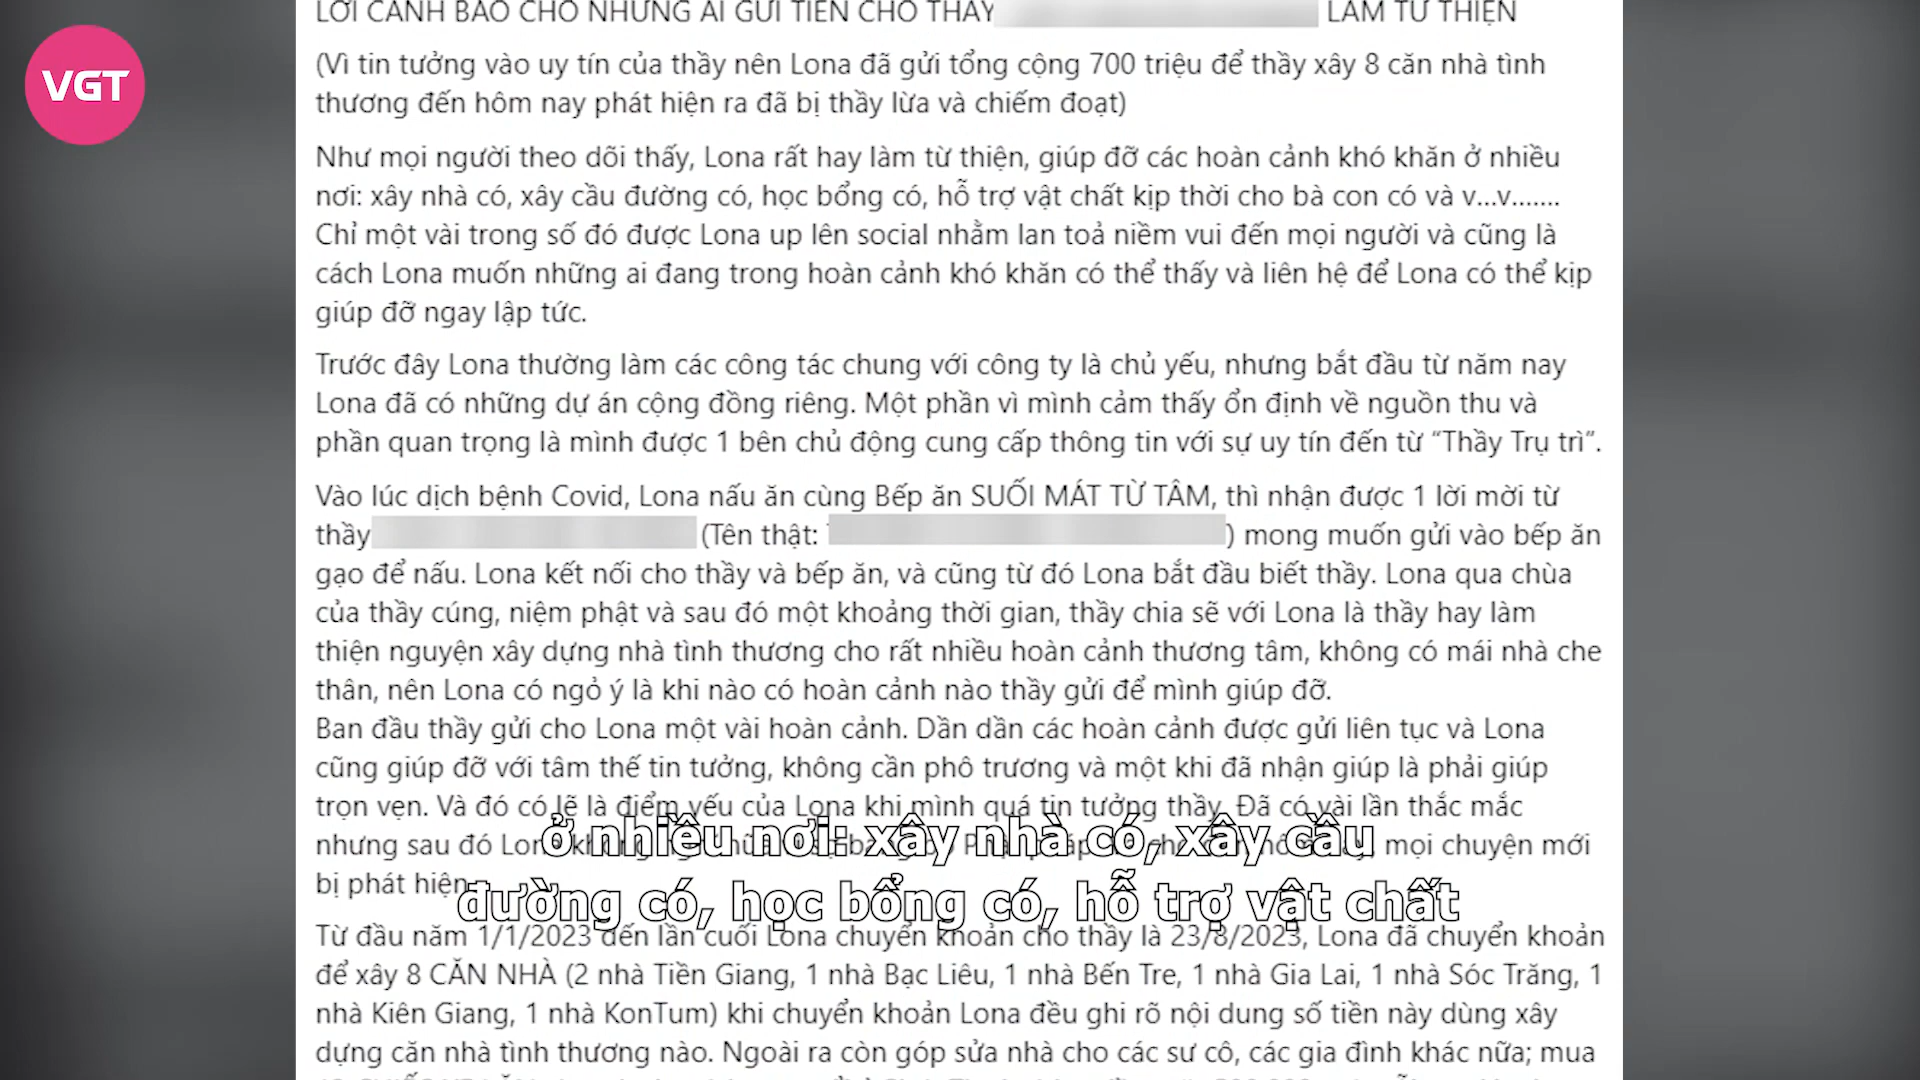 VGT
LỜI CẢNH BÁO CHO NHỮNG AI GỬI TIỀN CHO THẦY LÀM TỪ THIỆN
(Vì tin tưởng vào uy tín của thầy nên Lona đã gửi tổng cộng 700 triệu để thầy xây 8 căn nhà tình
thương đến hôm nay phát hiện ra đã bị thầy lừa và chiếm đoạt)
Như mọi người theo dõi thấy, Lona rất hay làm từ thiện, giúp đỡ các hoàn cảnh khó khăn ở nhiều
nơi: xây nhà có, xây cầu đường có, học bổng có, hỗ trợ vật chất kịp thời cho bà con có và v...v.......
Chỉ một vài trong số đó được Lona up lên social nhằm lan toả niềm vui đến mọi người và cũng là
cách Lona muốn những ai đang trong hoàn cảnh khó khăn có thể thấy và liên hệ để Lona có thể kịp
giúp đỡ ngay lập tức.
Trước đây Lona thường làm các công tác chung với công ty là chủ yếu, nhưng bắt đầu từ năm nay
Lona đã có những dự án cộng đồng riêng. Một phần vì mình cảm thấy ổn định về nguồn thu và
phần quan trọng là mình được 1 bên chủ động cung cấp thông tin với sự uy tín đến từ “Thầy Trụ trì”.
Vào lúc dịch bệnh Covid, Lona nấu ăn cùng Bếp ăn SUỐI MÁT TỪ TÂM, thì nhận được 1 lời mời từ
thầy (Tên thật: ) mong muốn gửi vào bếp ăn
gạo để nấu. Lona kết nối cho thầy và bếp ăn, và cũng từ đó Lona bắt đầu biết thầy. Lona qua chùa
của thầy cúng, niệm phật và sau đó một khoảng thời gian, thầy chia sẽ với Lona là thầy hay làm
thiện nguyện xây dựng nhà tình thương cho rất nhiều hoàn cảnh thương tâm, không có mái nhà che
thân, nên Lona có ngỏ ý là khi nào có hoàn cảnh nào thầy gửi để mình giúp đỡ.
Ban đầu thầy gửi cho Lona một vài hoàn cảnh. Dần dần các hoàn cảnh được gửi liên tục và Lona
cũng giúp đỡ với tâm thế tin tưởng, không cần phô trương và một khi đã nhận giúp là phải giúp
trọn vẹn. Và đó có lẽ là điểm yếu của Lona khi mình quá tin tưởng thầy. Đã có vài lần thắc mắc
nhưng sau đó mọi chuyện mới
bị phát hiện
ở nhiều nơi: xây nhà có, xây cầu
đường có, học bổng có, hỗ trợ vật chất
Từ đầu năm 1/1/2023 đến lần cuối Lona chuyển khoản cho thầy là 23/8/2023, Lona đã chuyển khoản
để xây 8 CĂN NHÀ (2 nhà Tiền Giang, 1 nhà Bạc Liêu, 1 nhà Bến Tre, 1 nhà Gia Lai, 1 nhà Sóc Trăng, 1
nhà Kiên Giang, 1 nhà KonTum) khi chuyển khoản Lona đều ghi rõ nội dung số tiền này dùng xây
dựng căn nhà tình thương nào. Ngoài ra còn góp sửa nhà cho các sư cô, các gia đình khác nữa; mua